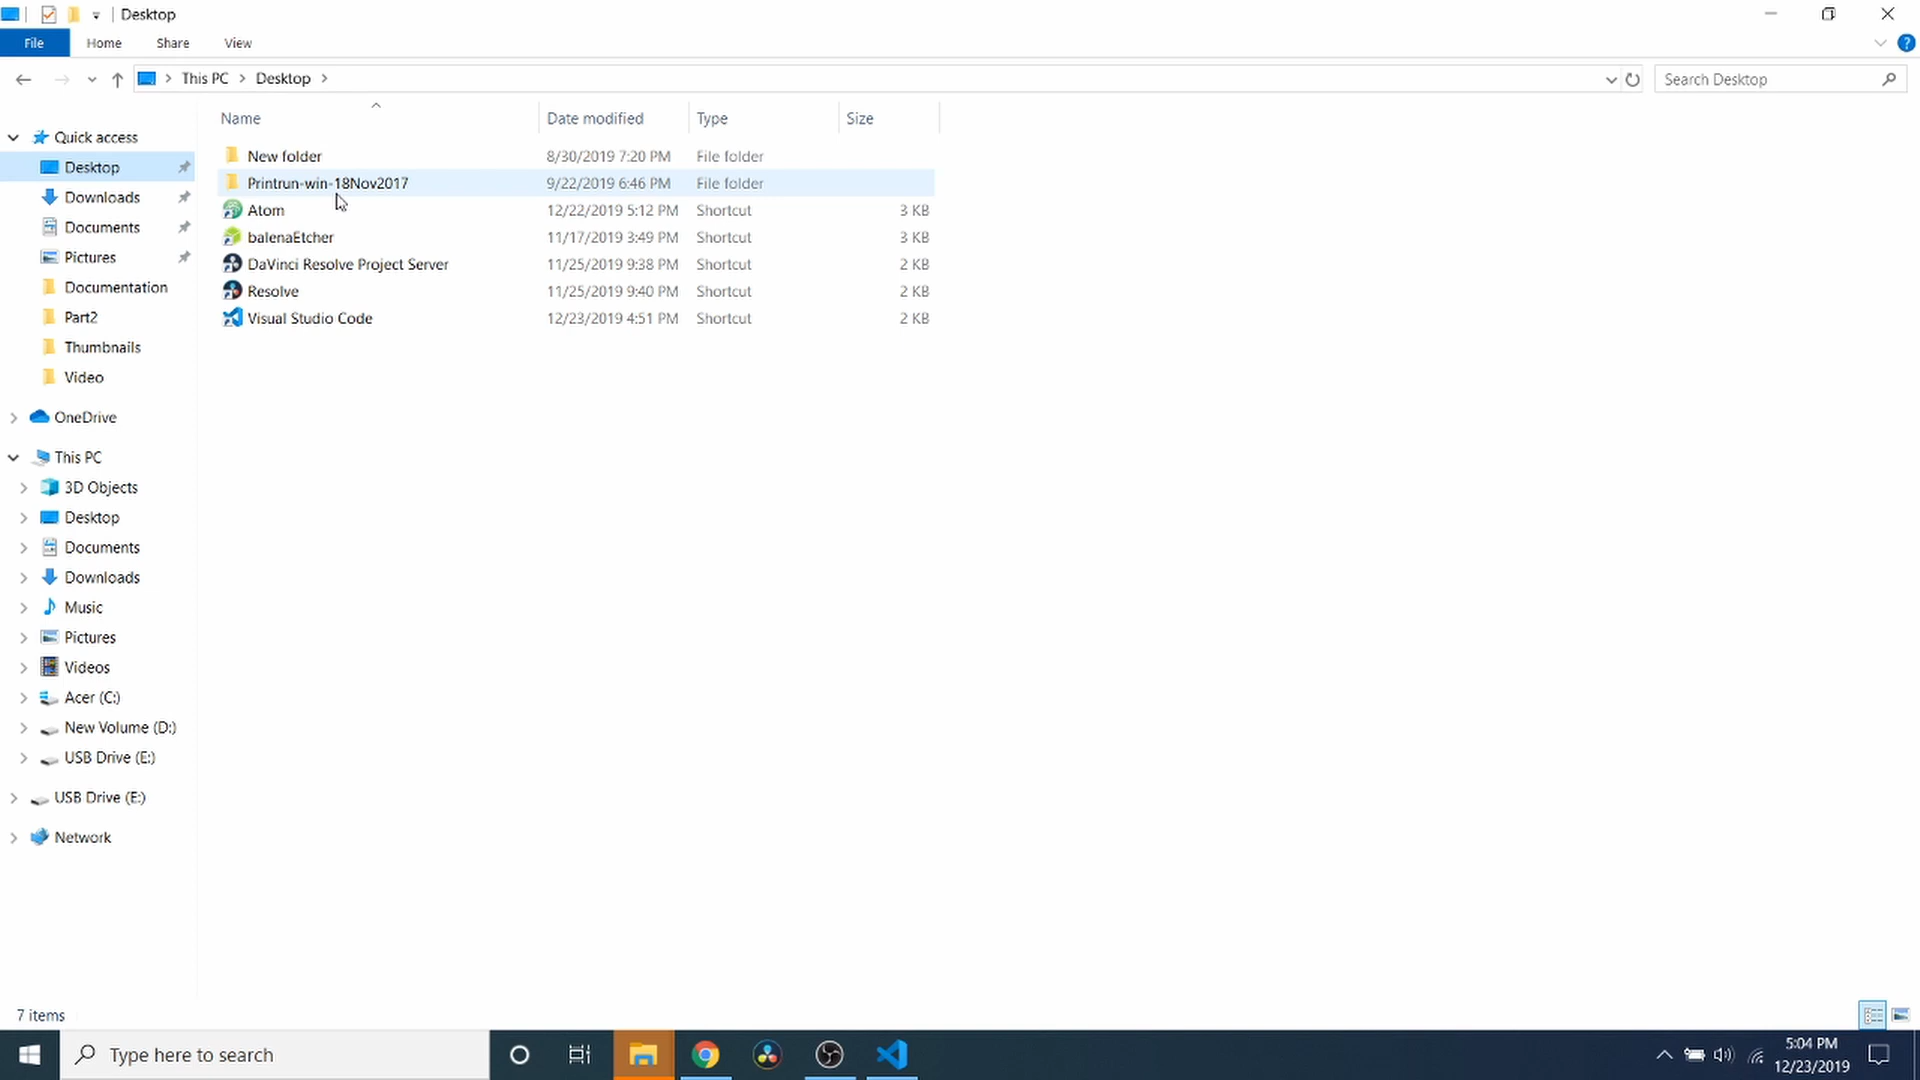 Desktop
File Home Share View
This PC Desktop
Search Desktop
Name Date modified Type Size
Quick access
Desktop
Downloads
Documents
Pictures
Documentation
Part2
Thumbnails
Video
OneDrive
This PC
3D Objects
Desktop
Documents
Downloads
Music
Pictures
Videos
Acer (C:)
New Volume (D:)
USB Drive (E:)
USB Drive (E:)
Network
New folder 8/30/2019 7:20 PM File folder
Printrun-win-18Nov2017 9/22/2019 6:46 PM File folder
Atom 12/22/2019 5:12 PM Shortcut 3 KB
balenaEtcher 11/17/2019 3:49 PM Shortcut 3 KB
DaVinci Resolve Project Server 11/25/2019 9:38 PM Shortcut 2 KB
Resolve 11/25/2019 9:40 PM Shortcut 2 KB
Visual Studio Code 12/23/2019 4:51 PM Shortcut 2 KB
7 items
Type here to search
5:04 PM
12/23/2019